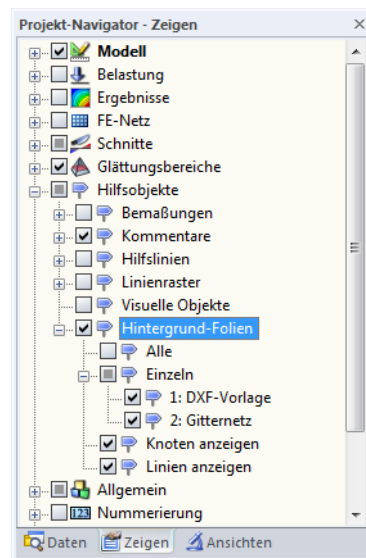 Projekt-Navigator - Zeigen
Modell
Belastung
Ergebnisse
FE-Netz
Schnitte
Glättungsbereiche
Hilfsobjekte
Bemaßungen
Kommentare
Hilfslinien
Linienraster
Visuelle Objekte
Hintergrund-Folien
Alle
Einzeln
1: DXF-Vorlage
2: Gitternetz
Knoten anzeigen
Linien anzeigen
Allgemein
123 Nummerierung
Daten Zeigen Ansichten